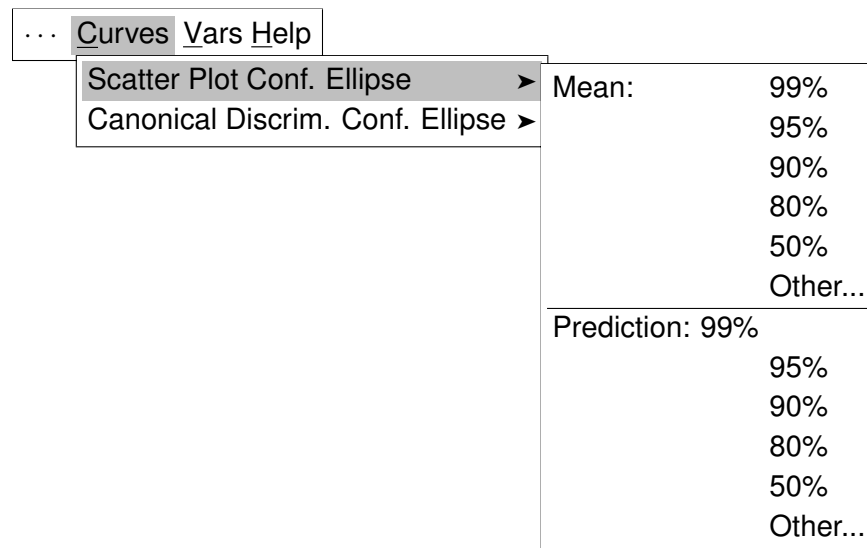 ··· Curves Vars Help
Scatter Plot Conf. Ellipse ➤
Canonical Discrim. Conf. Ellipse ➤
Mean: 99%
95%
90%
80%
50%
Other...
Prediction: 99%
95%
90%
80%
50%
Other...